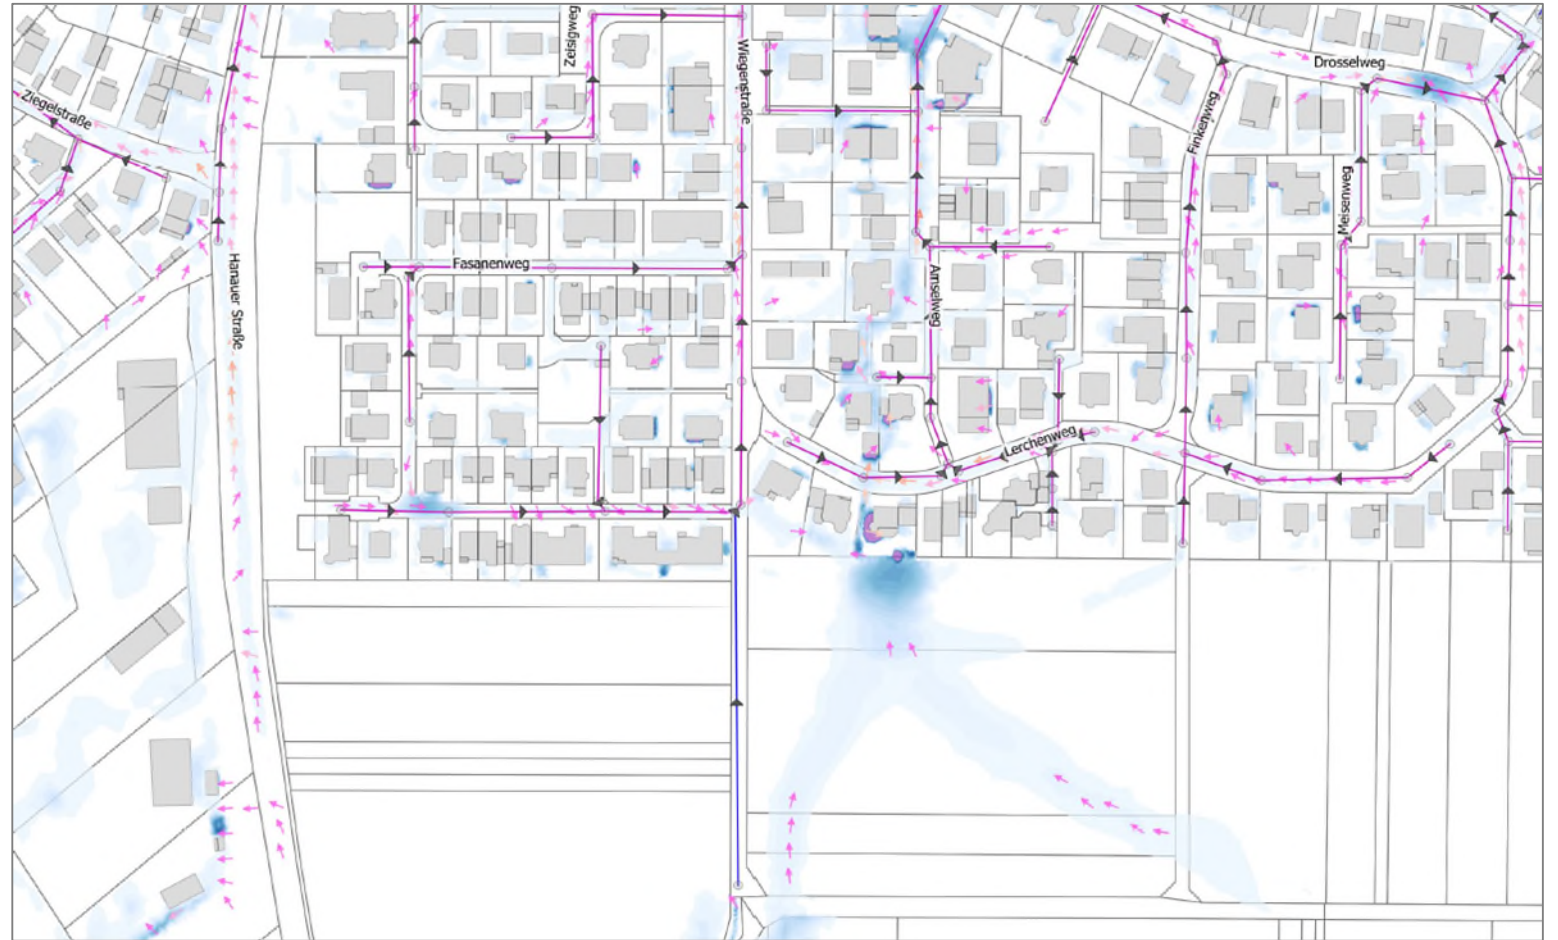 Zeisigweg
Wiegenstraße
Drosselweg
Ziegelstraße
Finkenweg
Meisenweg
Hanauer Straße
Fasanenweg
Amselweg
Lerchenweg